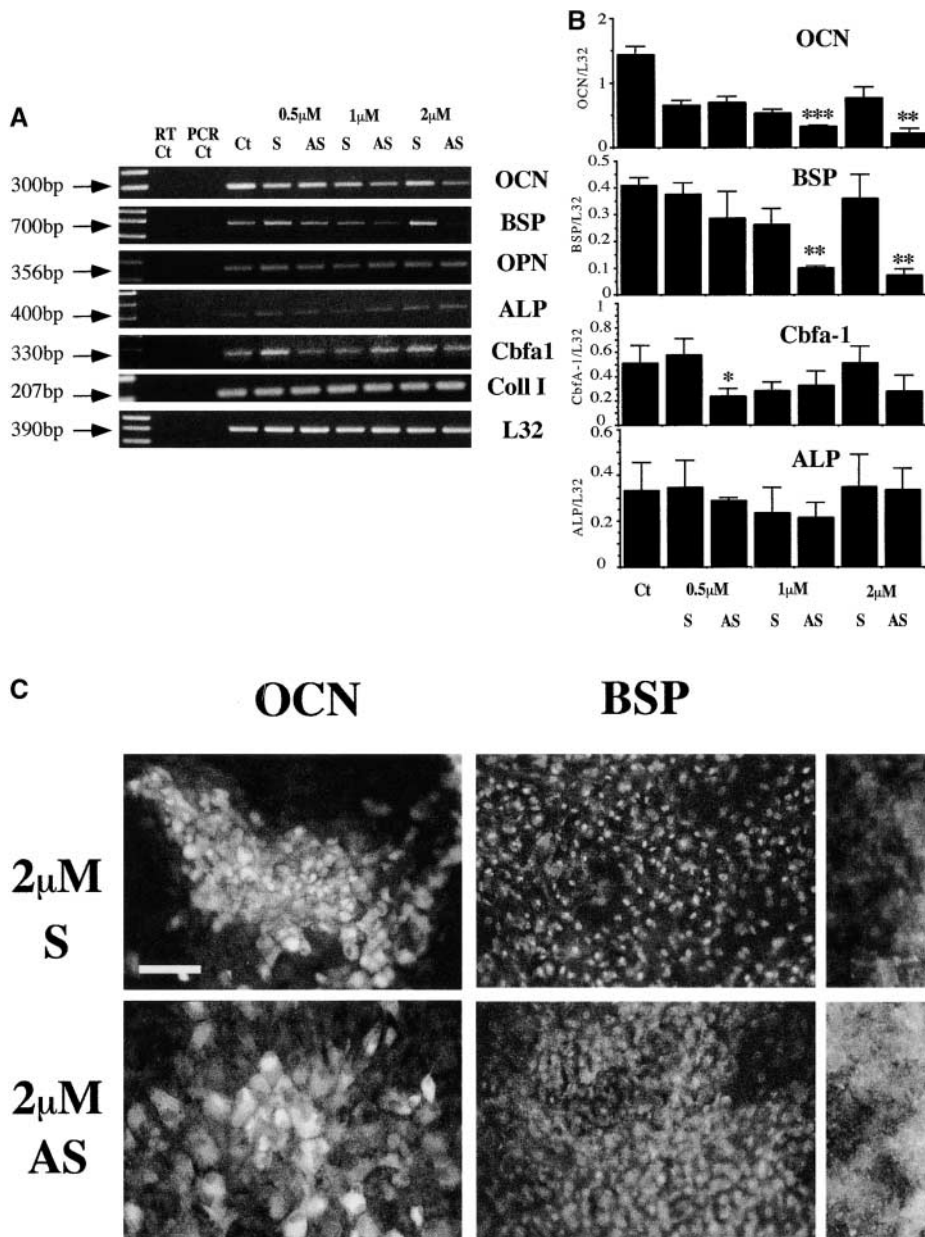 A
RT Ct
PCR Ct
Ct
0.5μM
S AS
1μM
S AS
2μM
S AS
300bp OCN
700bp BSP
356bp OPN
400bp ALP
330bp Cbfa1
207bp Coll I
390bp L32
B
OCN
OCN/L32
2
1
0
***
**
BSP
BSP/L32
0.4
0.3
0.2
0.1
0
**
**
Cbfa-1
CbfA-1/L32
1
0.8
0.6
0.4
0.2
0
*
ALP
ALP/L32
0.6
0.4
0.2
0
Ct 0.5μM 1μM 2μM
S AS S AS S AS
C
OCN BSP
2μM
S
2μM
AS